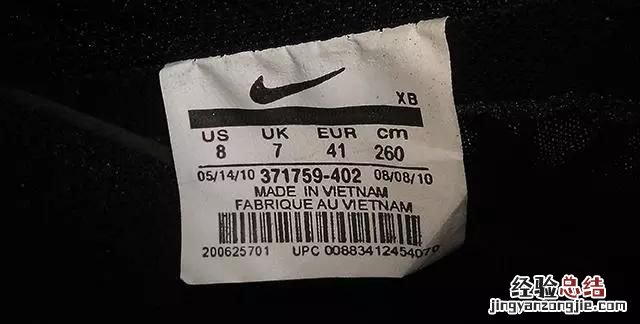 XB
US UK EUR cm
8 7 41 260
05/14/10 371759-402 08/08/10
MADE IN VIETNAM
FABRIQUE AU VIETNAM
200625701 UPC 00883412454079
经验总结
jingyanzongjie.com